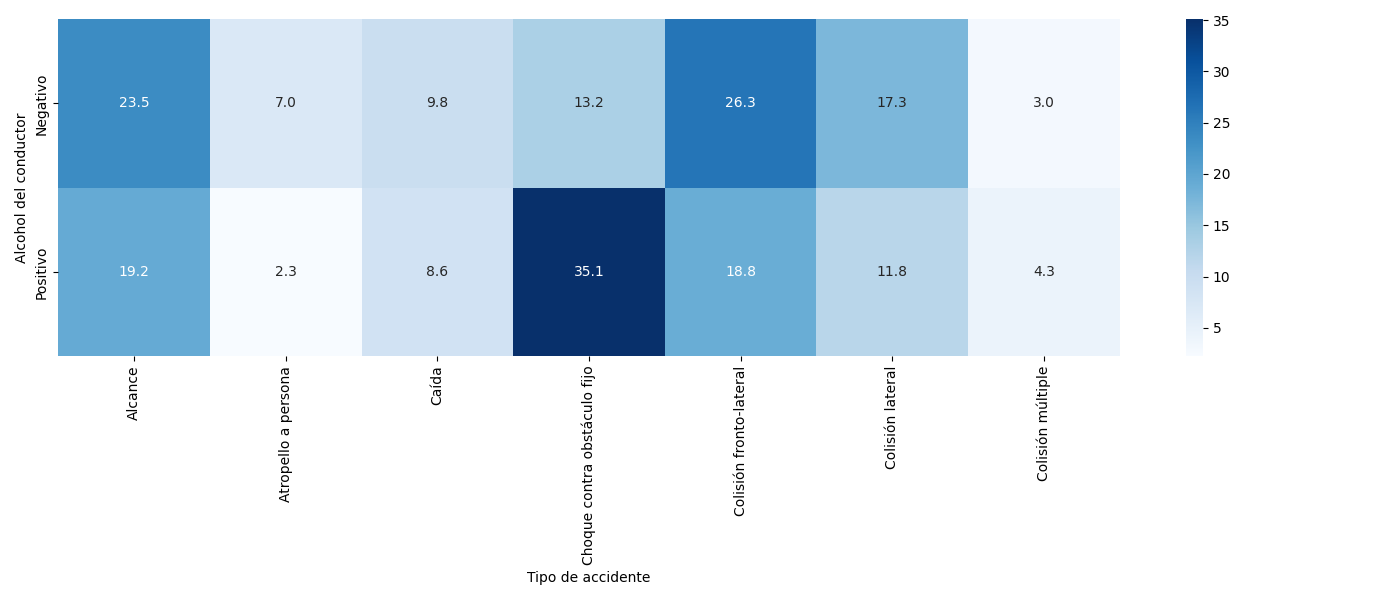 Alcohol del conductor
Negativo
23.5 7.0 9.8 13.2 26.3 17.3 3.0
Positivo
19.2 2.3 8.6 35.1 18.8 11.8 4.3
Alcance
Atropello a persona
Caída
Choque contra obstáculo fijo
Colisión fronto-lateral
Colisión lateral
Colisión múltiple
Tipo de accidente
35
30
25
20
15
10
5